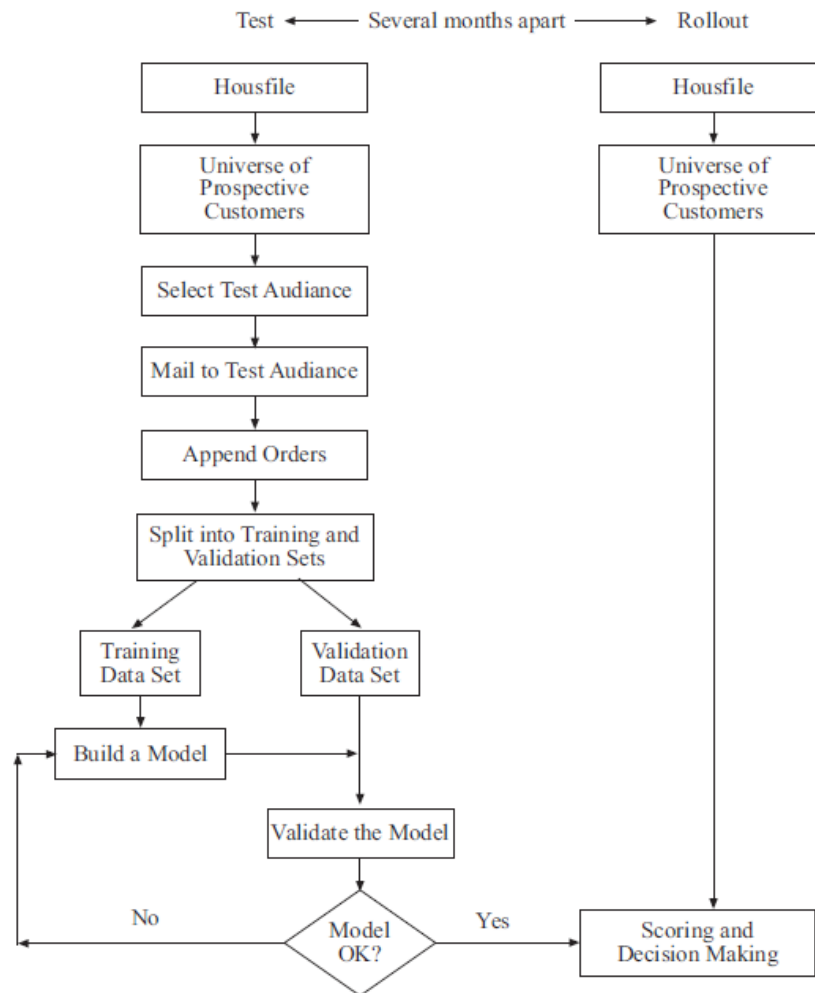 Test Several months apart Rollout
Housfile
Housfile
Universe of
Prospective
Customers
Universe of
Prospective
Customers
Select Test Audiance
Mail to Test Audiance
Append Orders
Split into Training and
Validation Sets
Training
Data Set
Validation
Data Set
Build a Model
Validate the Model
No
Model
OK?
Yes
Scoring and
Decision Making